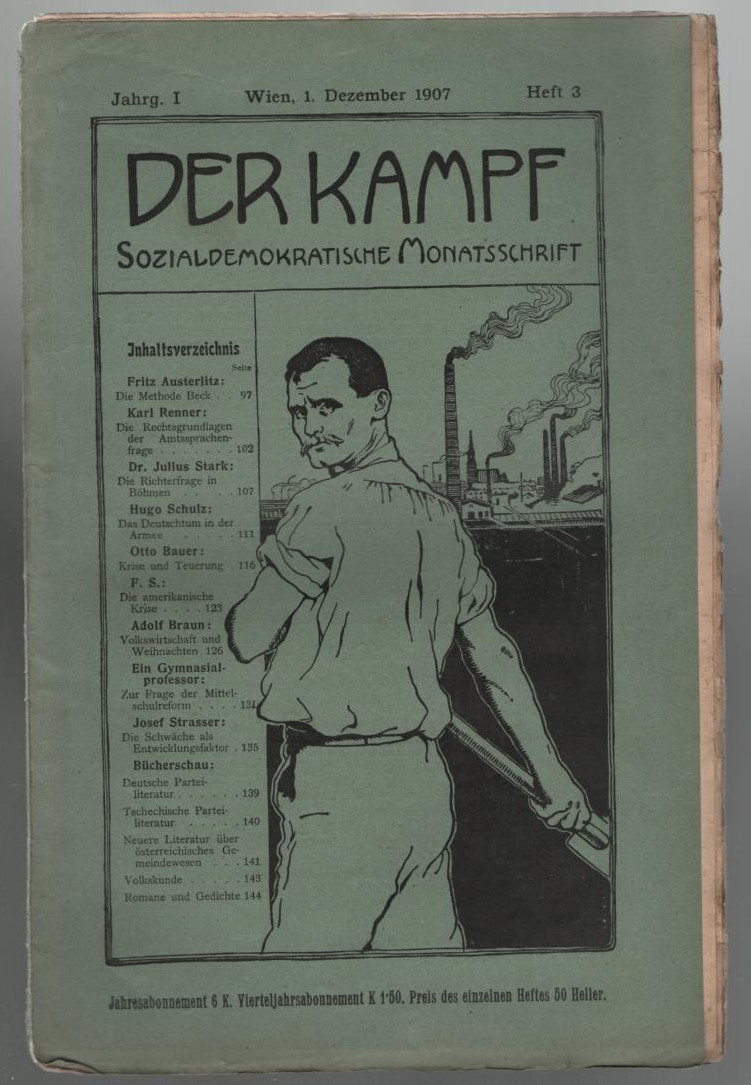 Jahrg. I Wien, 1. Dezember 1907 Heft 3
DER KAMPF
SOZIALDEMOKRATISCHE MONATSSCHRIFT
Inhaltsverzeichnis
Seite
Fritz Austerlitz:
Die Methode Beck . . 97
Karl Renner:
Die Rechtsgrundlagen
der Amtssprachen-
frage . . . . . . . 102
Dr. Julius Stark:
Die Richterfrage in
Böhmen . . . . . 107
Hugo Schulz:
Das Deutschtum in der
Armee . . . . . . 111
Otto Bauer:
Krise und Teuerung . 116
F. S.:
Die amerikanische
Krise . . . . 123
Adolf Braun:
Volkswirtschaft und
Weihnachten 126
Ein Gymnasial-
professor:
Zur Frage der Mittel-
schulreform . . . . 131
Josef Strasser:
Die Schwäche als
Entwicklungsfaktor . 135
Bücherschau:
Deutsche Partei-
literatur . . . . . . 139
Tschechische Partei-
literatur . . . . . 140
Neuere Literatur über
österreichisches Ge-
meindewesen . . . 141
Volkskunde . . . . . 143
Romane und Gedichte 144
Jahresabonnement 6 K. Vierteljahrsabonnement K 1·50. Preis des einzelnen Heftes 50 Heller.